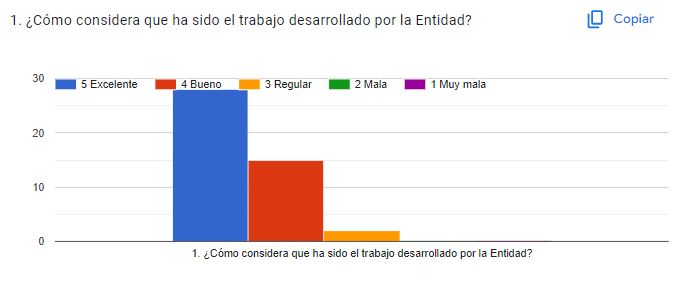 1. ¿Cómo considera que ha sido el trabajo desarrollado por la Entidad? Copiar
30
5 Excelente 4 Bueno 3 Regular 2 Mala 1 Muy mala
20
10
0
1. ¿Cómo considera que ha sido el trabajo desarrollado por la Entidad?